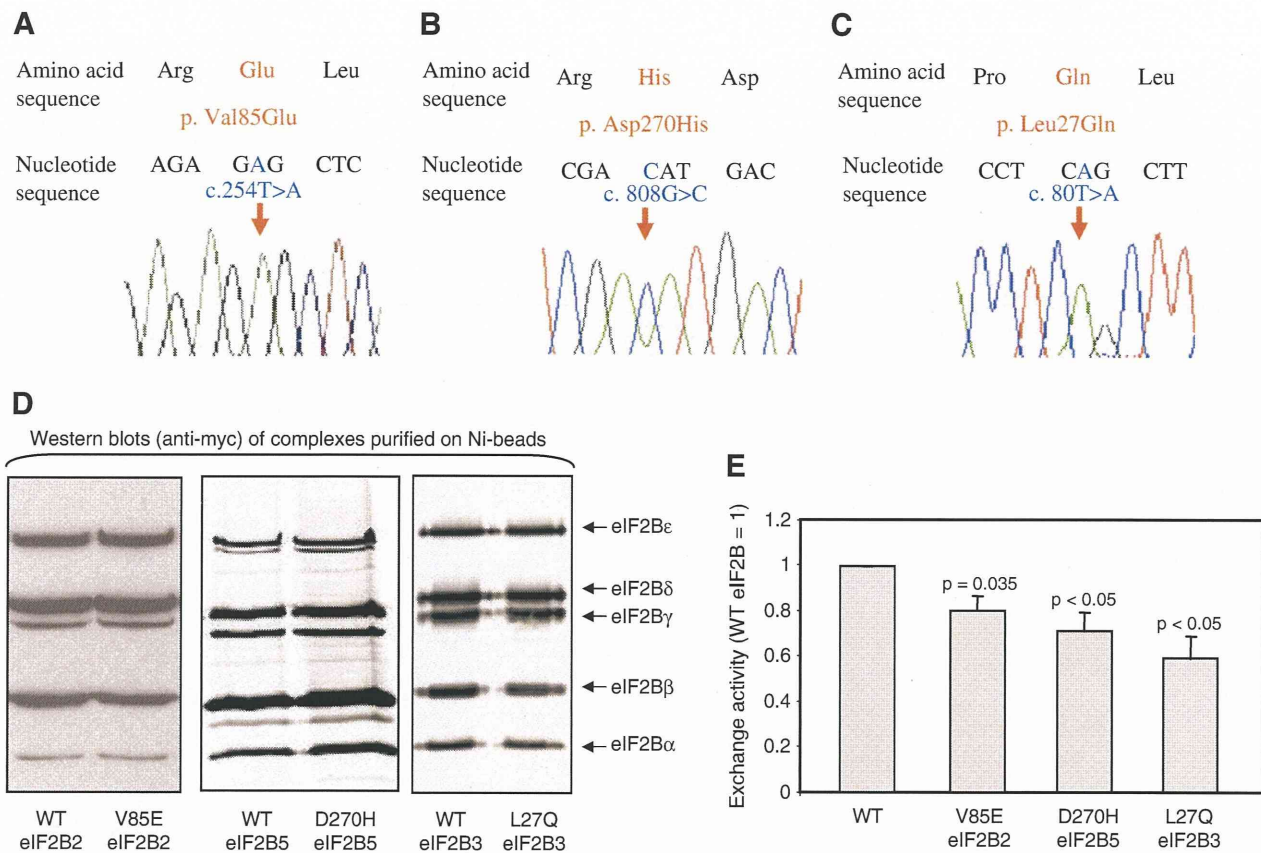 A
Amino acid sequence
Arg Glu Leu
p. Val85Glu
Nucleotide sequence
AGA GAG CTC
c.254T>A
B
Amino acid sequence
Arg His Asp
p. Asp270His
Nucleotide sequence
CGA CAT GAC
c. 808G>C
C
Amino acid sequence
Pro Gln Leu
p. Leu27Gln
Nucleotide sequence
CCT CAG CTT
c. 80T>A
D
Western blots (anti-myc) of complexes purified on Ni-beads
eIF2Bε
eIF2Bδ
eIF2Bγ
eIF2Bβ
eIF2Bα
WT eIF2B2
V85E eIF2B2
WT eIF2B5
D270H eIF2B5
WT eIF2B3
L27Q eIF2B3
E
Exchange activity (WT eIF2B = 1)
1.2
1
0.8
0.6
0.4
0.2
0
p = 0.035
p < 0.05
p < 0.05
WT
V85E eIF2B2
D270H eIF2B5
L27Q eIF2B3